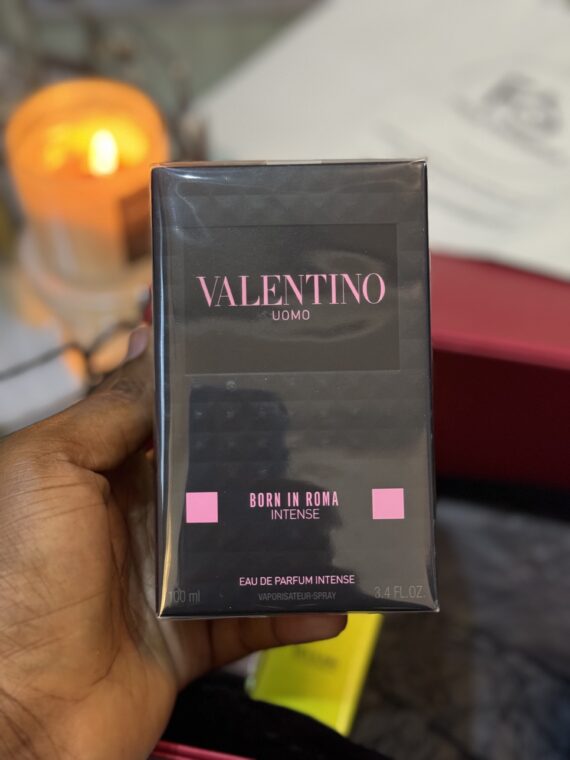 VALENTINO
UOMO
BORN IN ROMA
INTENSE
EAU DE PARFUM INTENSE
100 ml
VAPORISATEUR-SPRAY
3.4 FL.OZ.